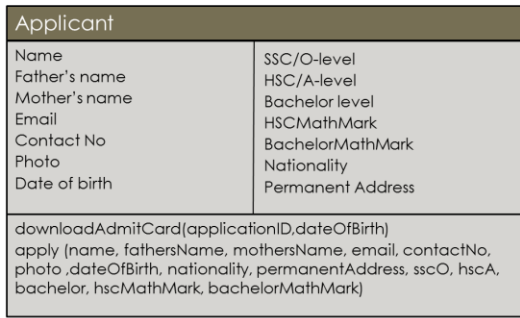 Applicant
Name
Father's name
Mother's name
Email
Contact No
Photo
Date of birth
SSC/O-level
HSC/A-level
Bachelor level
HSCMathMark
BachelorMathMark
Nationality
Permanent Address
downloadAdmitCard(applicationID,dateOfBirth)
apply (name, fathersName, mothersName, email, contactNo,
photo ,dateOfBirth, nationality, permanentAddress, sscO, hscA,
bachelor, hscMathMark, bachelorMathMark)